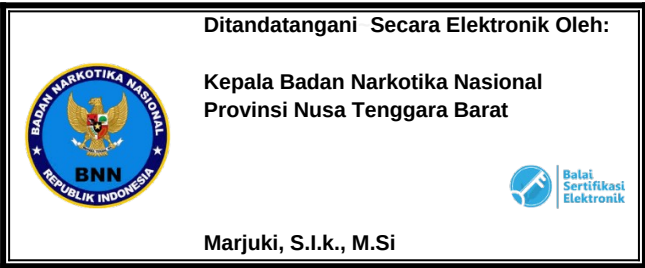 Ditandatangani  Secara Elektronik Oleh:
Kepala Badan Narkotika Nasional
Provinsi Nusa Tenggara Barat
BADAN NARKOTIKA NASIONAL
BNN
REPUBLIK INDONESIA
Balai
Sertifikasi
Elektronik
Marjuki, S.I.k., M.Si